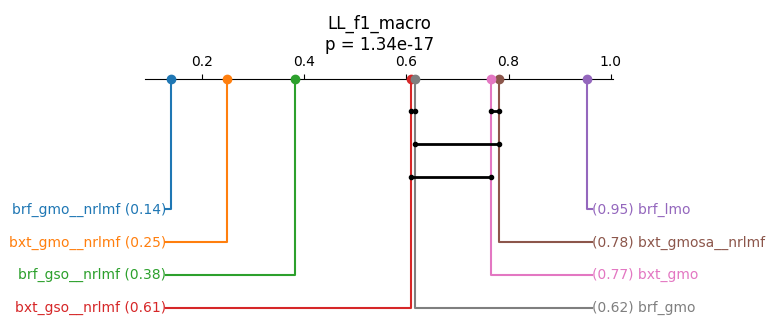 LL_f1_macro
p = 1.34e-17
0.2 0.4 0.6 0.8 1.0
brf_gmo__nrlmf (0.14) (0.95) brf_lmo
bxt_gmo__nrlmf (0.25) (0.78) bxt_gmosa__nrlmf
brf_gso__nrlmf (0.38) (0.77) bxt_gmo
bxt_gso__nrlmf (0.61) (0.62) brf_gmo